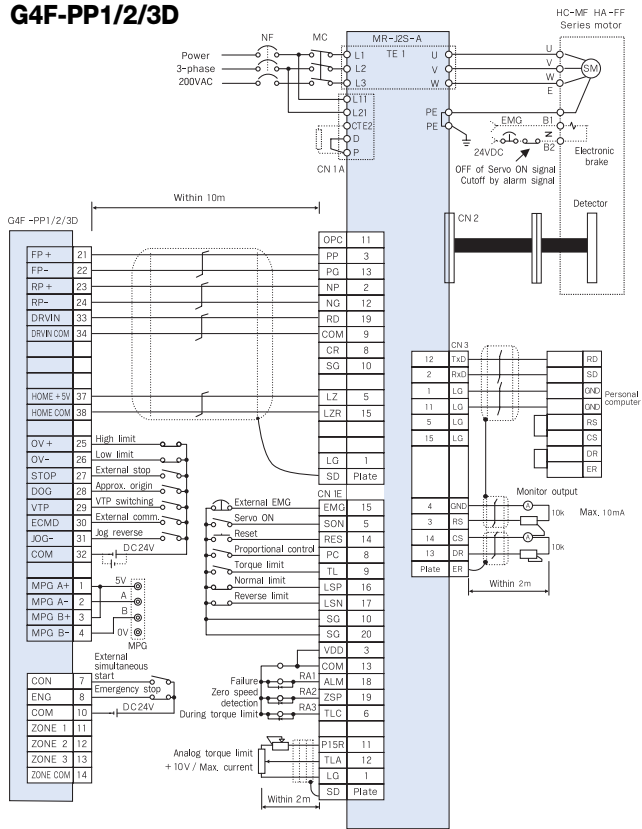 G4F-PP1/2/3D
HC-MF HA-FF
Series motor
NF MC MR-J2S-A
Power
3-phase
200VAC
L1 TE 1 U U
L2 V V SM
L3 W W
E
L11
L21
CTE2
D
P
PE
PE
EMG B1
B2
24VDC
Electronic
brake
OFF of Servo ON signal
Cutoff by alarm signal
CN 1A
Within 10m
Detector
CN 2
G4F -PP1/2/3D
OPC 11
FP + 21 PP 3
FP- 22 PG 13
RP + 23 NP 2
RP- 24 NG 12
DRVIN 33 RD 19
DRVIN COM 34 COM 9
CR 8
SG 10
HOME + 5V 37 LZ 5
HOME COM 38 LZR 15
LG 1
SD Plate
CN 3
12 TxD RD
2 RxD SD
1 LG GND
11 LG GND
5 LG RS
15 LG CS
DR
ER
Personal
computer
OV + 25 High limit
OV- 26 Low limit
STOP 27 External stop
DOG 28 Approx. origin
VTP 29 VTP switching
ECMD 30 External comm.
JOG- 31 Jog reverse
COM 32 DC24V
CN 1E
External EMG EMG 15
Servo ON SON 5
Reset RES 14
Proportional control PC 8
Torque limit TL 9
Normal limit LSP 16
Reverse limit LSN 17
SG 10
SG 20
VDD 3
COM 13
Failure RA1 ALM 18
Zero speed
detection RA2 ZSP 19
During torque limit RA3 TLC 6
Monitor output
4 GND A 10k
3 RS
14 CS A 10k
13 DR
Plate ER
Max. 10mA
Within 2m
MPG A+ 1 5V
MPG A- 2 A
MPG B+ 3 B
MPG B- 4 0V
MPG
External
simultaneous
start
CON 7
ENG 8 Emergency stop
COM 10 DC24V
ZONE 1 11
ZONE 2 12
ZONE 3 13
ZONE COM 14
Analog torque limit
+10V / Max. current
P15R 11
TLA 12
LG 1
SD Plate
Within 2m